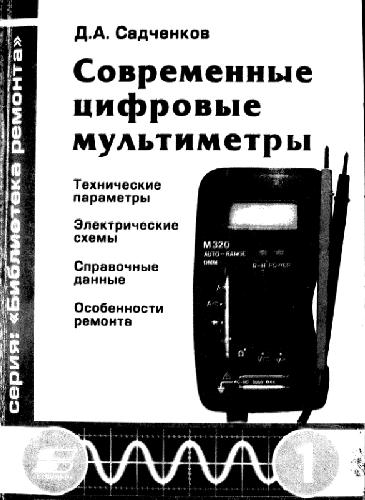 Д.А. Садченков
Современные
цифровые
мультиметры
Технические
параметры
Электрические
схемы
Справочные
данные
Особенности
ремонта
серия: «Библиотека ремонта»
M320
AUTO-RANGE
1